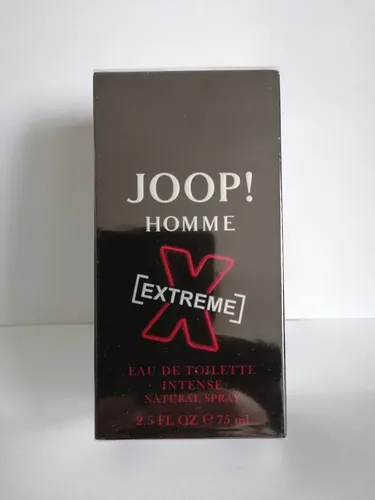 JOOP!
HOMME
X
[EXTREME]
EAU DE TOILETTE
INTENSE
NATURAL SPRAY
2.5 FL OZ ℮ 75 ml